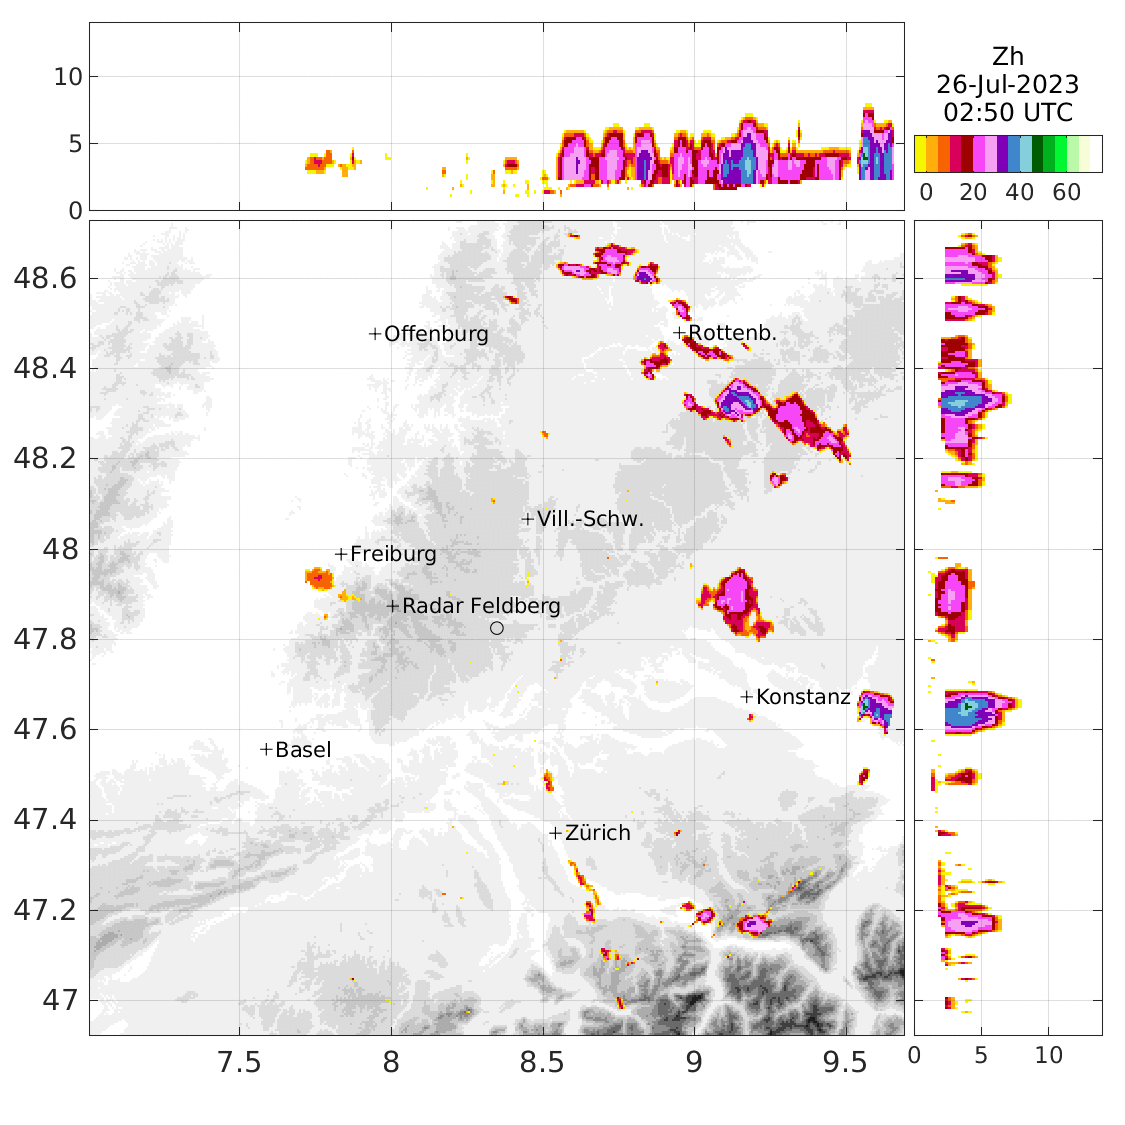 10
5
0
Zh
26-Jul-2023
02:50 UTC
0 20 40 60
48.6
48.4
48.2
48
47.8
47.6
47.4
47.2
47
Offenburg
Rottenb.
Vill.-Schw.
Freiburg
Radar Feldberg
Konstanz
Basel
Zürich
7.5 8 8.5 9 9.5
0 5 10